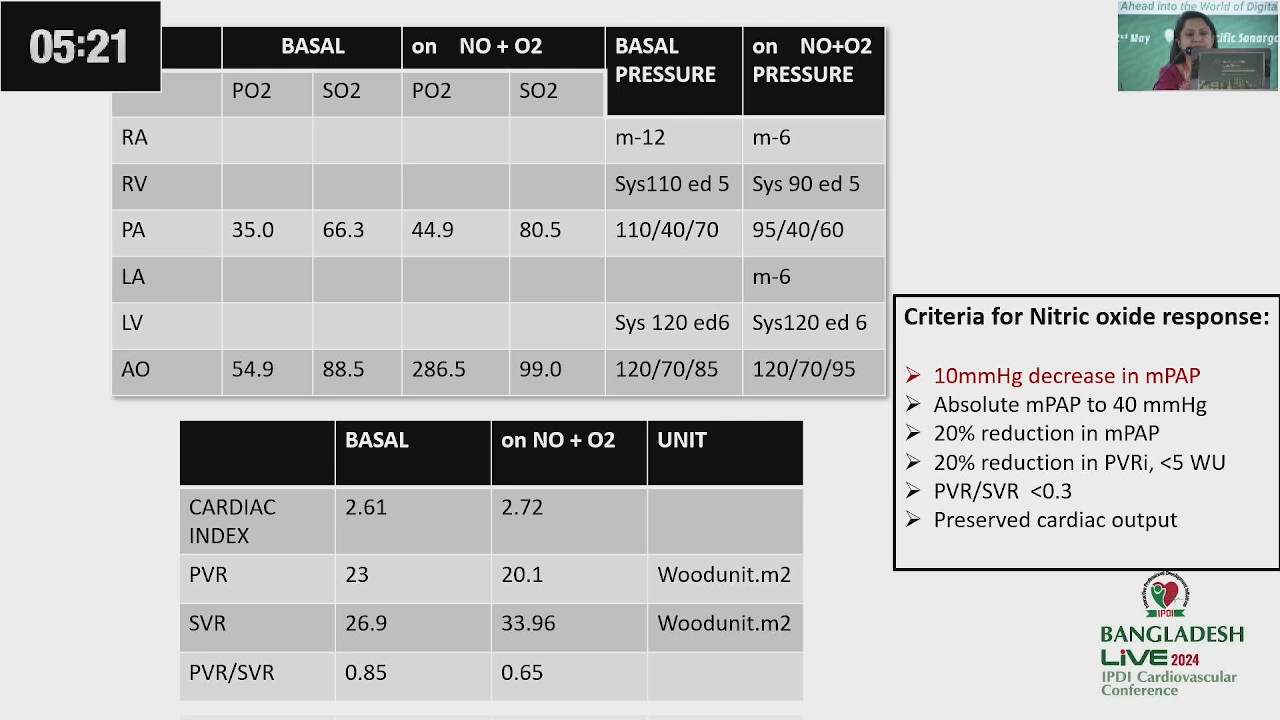 05:21
Ahead into the World of Digital
BASAL on NO + O2 BASAL PRESSURE on NO+O2 PRESSURE
PO2 SO2 PO2 SO2
RA m-12 m-6
RV Sys110 ed 5 Sys 90 ed 5
PA 35.0 66.3 44.9 80.5 110/40/70 95/40/60
LA m-6
LV Sys 120 ed6 Sys120 ed 6
AO 54.9 88.5 286.5 99.0 120/70/85 120/70/95
Criteria for Nitric oxide response:
10mmHg decrease in mPAP
Absolute mPAP to 40 mmHg
20% reduction in mPAP
20% reduction in PVRi, <5 WU
PVR/SVR <0.3
Preserved cardiac output
BASAL on NO + O2 UNIT
CARDIAC INDEX 2.61 2.72
PVR 23 20.1 Woodunit.m2
SVR 26.9 33.96 Woodunit.m2
PVR/SVR 0.85 0.65
IPDI
BANGLADESH
LiVE 2024
IPDI Cardiovascular
Conference